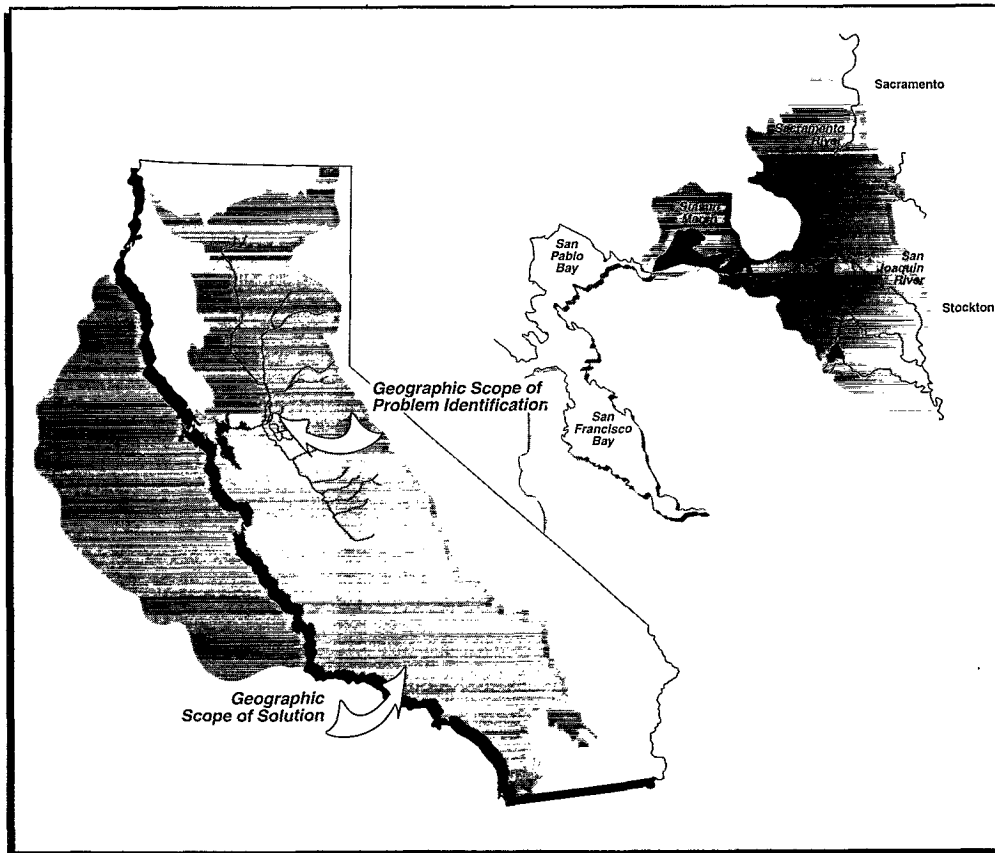 Sacramento
Sacramento
River
Suisun
Marsh
San
Pablo
Bay
San
Joaquin
River
Stockton
Geographic Scope of
Problem Identification
San
Francisco
Bay
Geographic
Scope of Solution